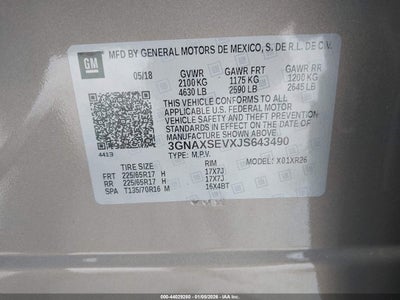 GM
MFD BY GENERAL MOTORS DE MEXICO, S. DE R.L. DE C.V.
05/18 GVWR GAWR FRT GAWR RR
2100 KG 1175 KG 1200 KG
4630 LB 2590 LB 2645 LB
THIS VEHICLE CONFORMS TO ALL
APPLICABLE U.S. FEDERAL MOTOR
VEHICLE SAFETY, BUMPER, AND
THEFT PREVENTION STANDARDS IN
EFFECT ON THE DATE OF
MANUFACTURE SHOWN ABOVE.
3GNAXSEVXJS643490
4413 TYPE: M.P.V. MODEL: X01XR26
TIRE SIZE RIM
FRT 225/65R17 H 17X7J
RR 225/65R17 H 17X7J
SPA T135/70R16 M 16X4BT
000-44029260 - 01/09/2026 - IAA Inc.